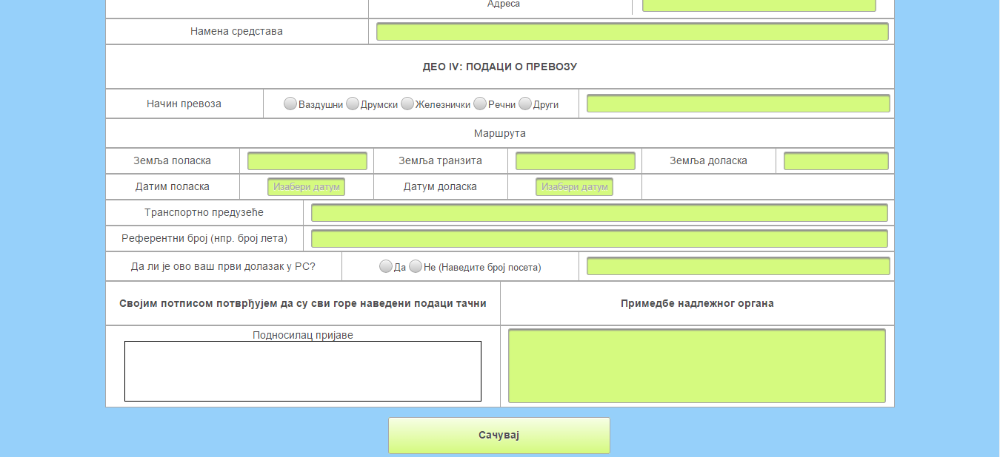 Адреса
Намена средстава
ДЕО IV: ПОДАЦИ О ПРЕВОЗУ
Начин превоза Ваздушни Друмски Железнички Речни Други
Маршрута
Земља поласка Земља транзита Земља доласка
Датим поласка Изабери датум Датум доласка Изабери датум
Транспортно предузеће
Референтни број (нпр. број лета)
Да ли је ово ваш први долазак у РС? Да Не (Наведите број посета)
Својим потписом потврђујем да су сви горе наведени подаци тачни Примедбе надлежног органа
Подносилац пријаве
Сачувај